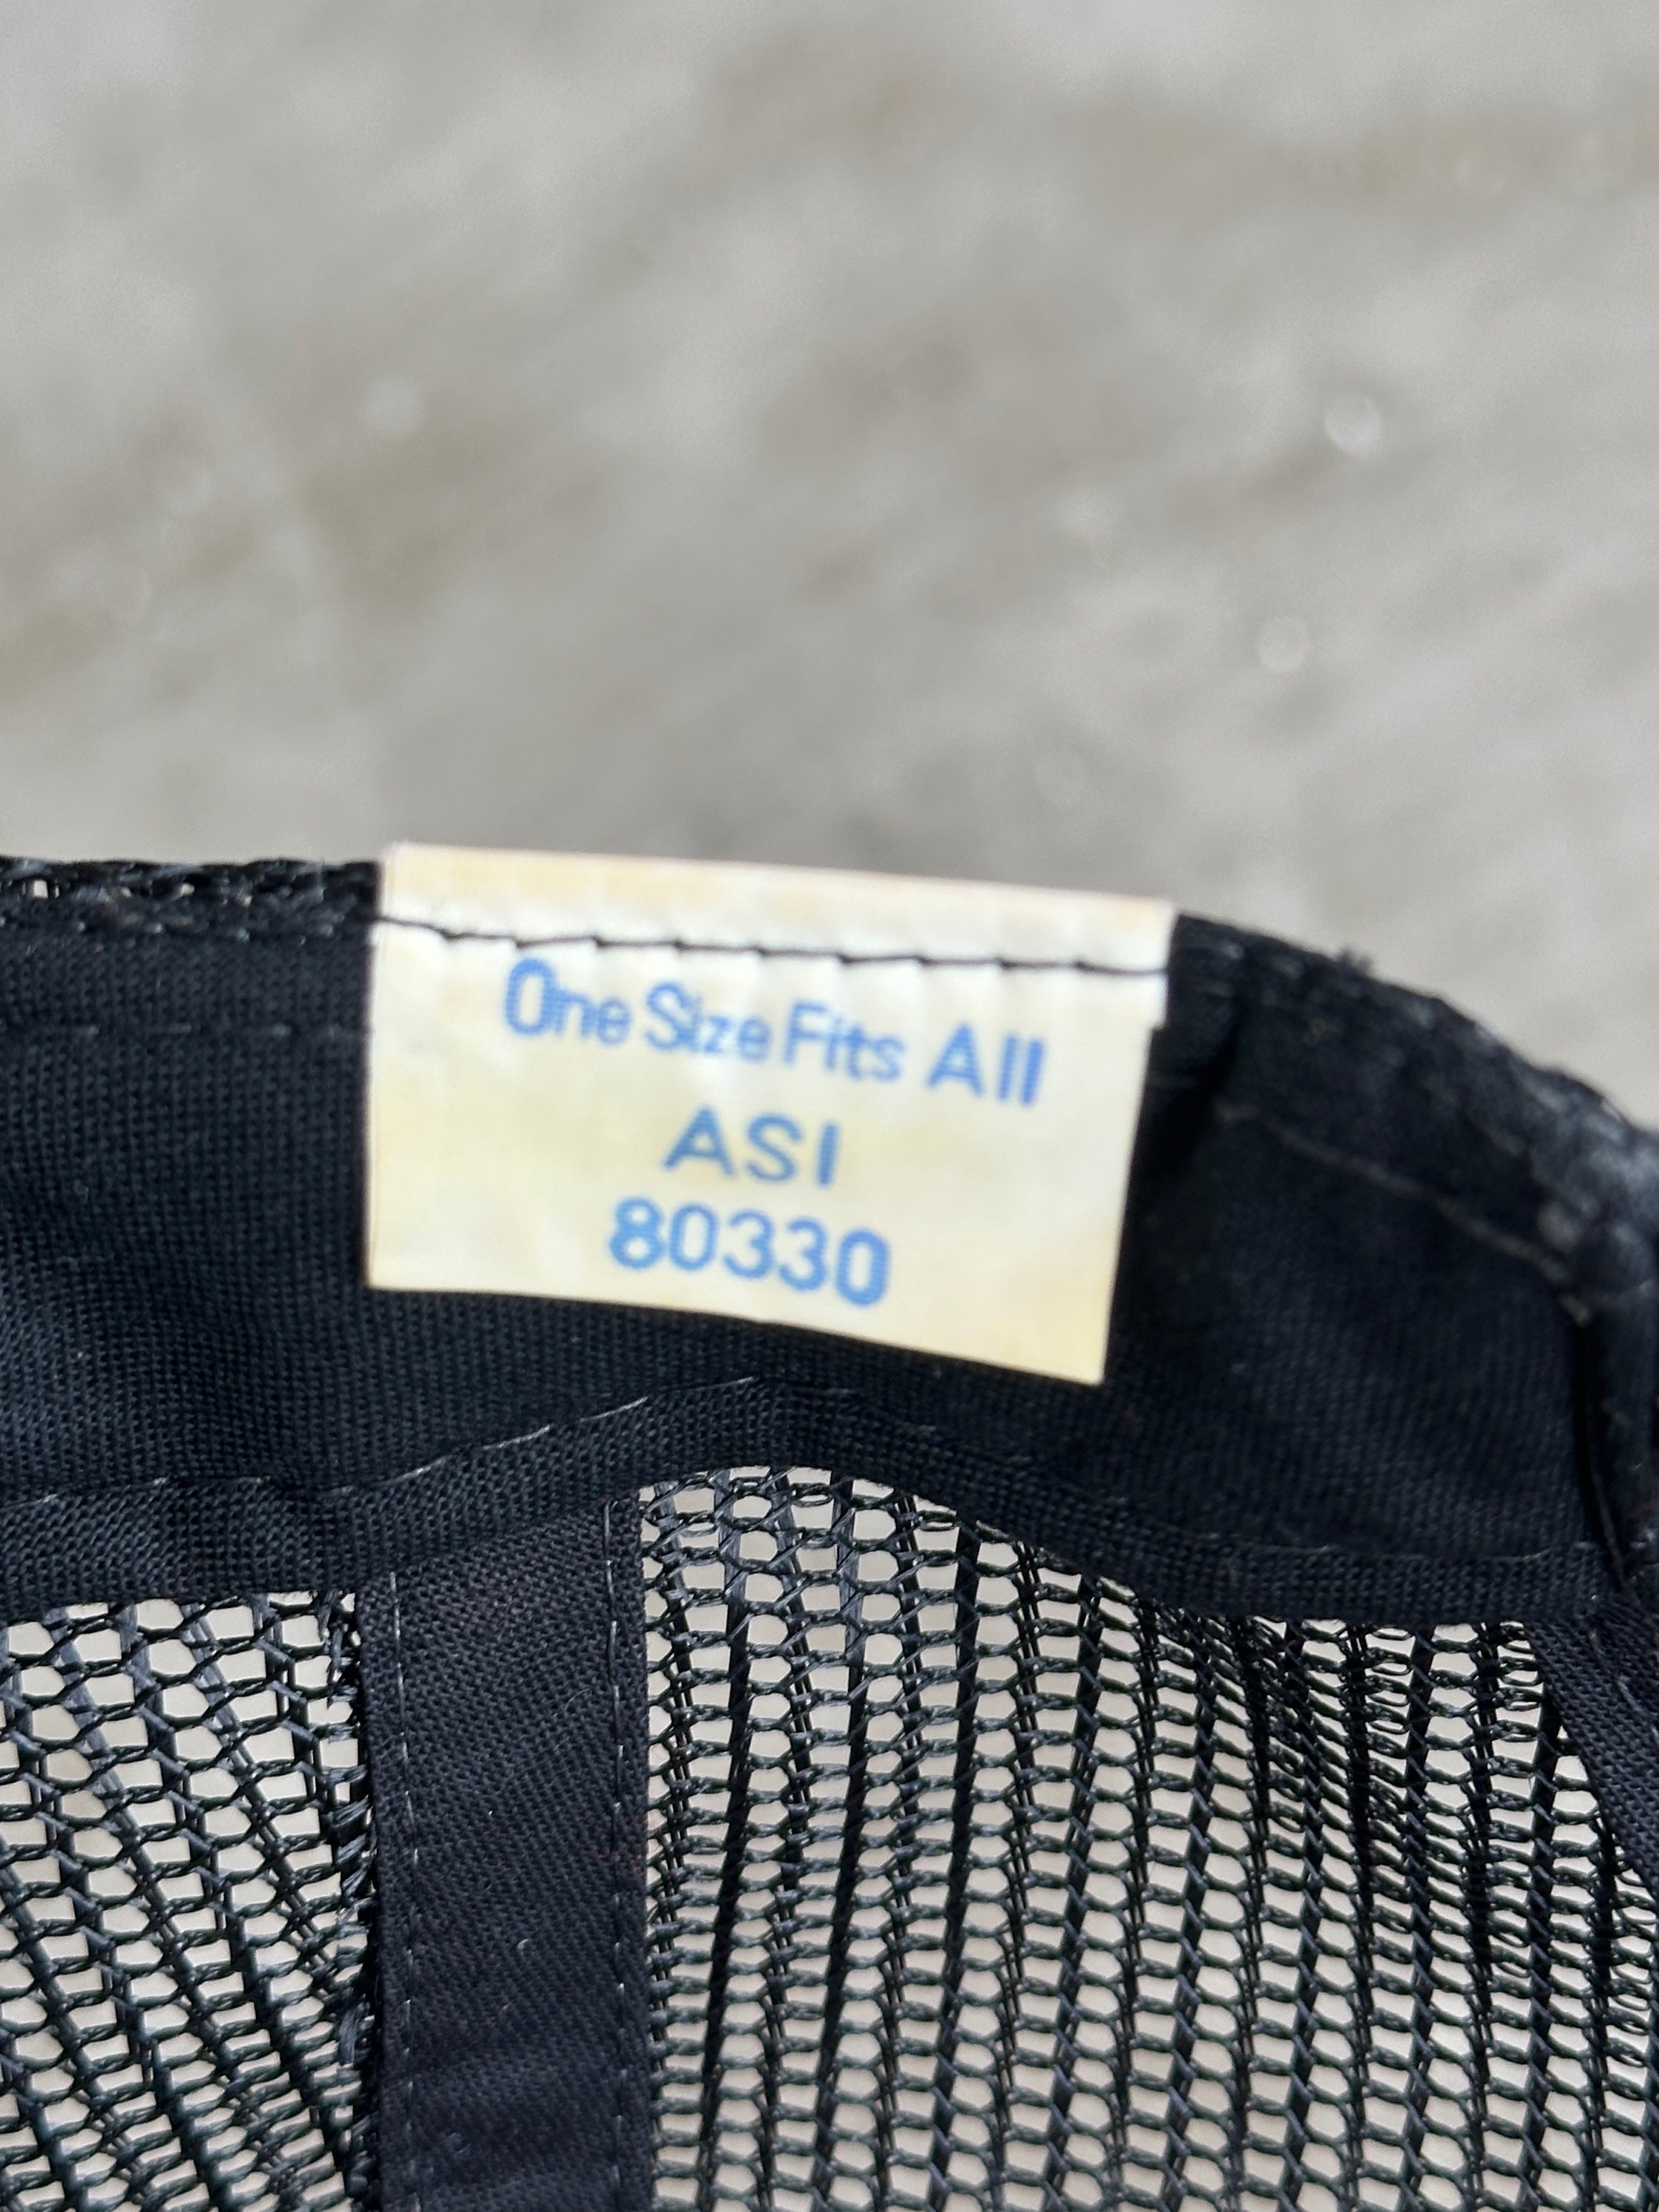 One Size Fits All
ASI
80330